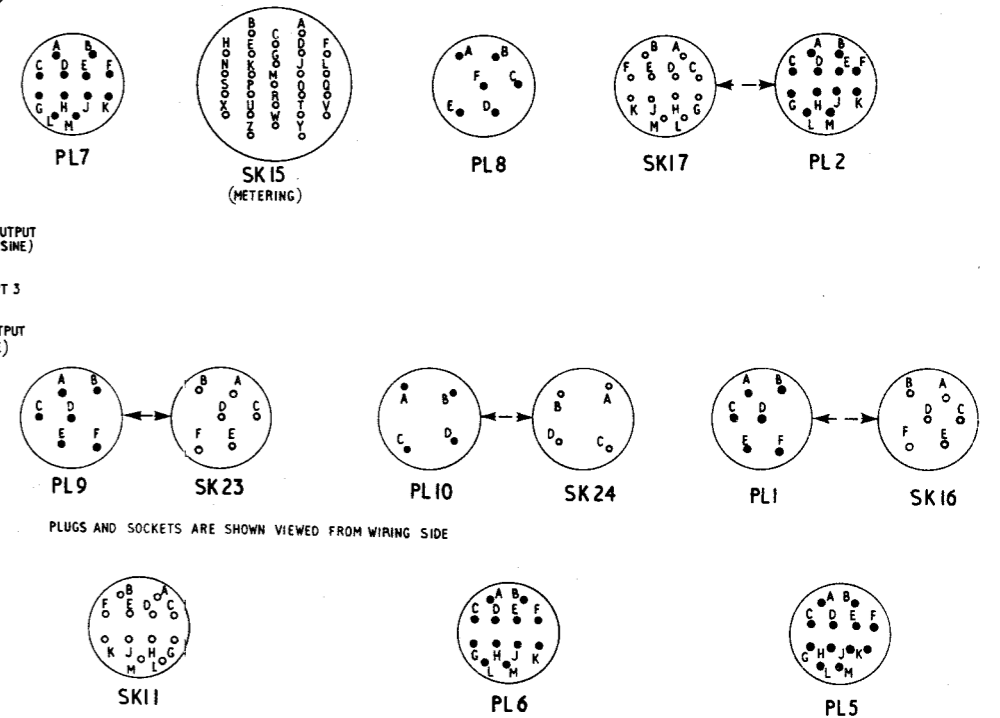 A B
C D E F
G H J K
L M
PL7
B A
H E C D F
N K G J L
S P M O Q
X U R T V
Z W Y
SK15
(METERING)
A B
F C
E D
PL8
B A
F E D C
K J H G
M L
SK17
A B
C D E F
G H J K
L M
PL2
UTPUT
SINE)
T 3
TPUT
)
A B
C D
E F
PL9
B A
D C
F E
SK23
A B
C D
PL10
B A
D C
SK24
A B
C D
E F
PL1
B A
D C
F E
SK16
PLUGS AND SOCKETS ARE SHOWN VIEWED FROM WIRING SIDE
B A
F E D C
K J H G
M L
SK11
A B
C D E F
G H J K
L M
PL6
A B
C D E F
G H J K
L M
PL5